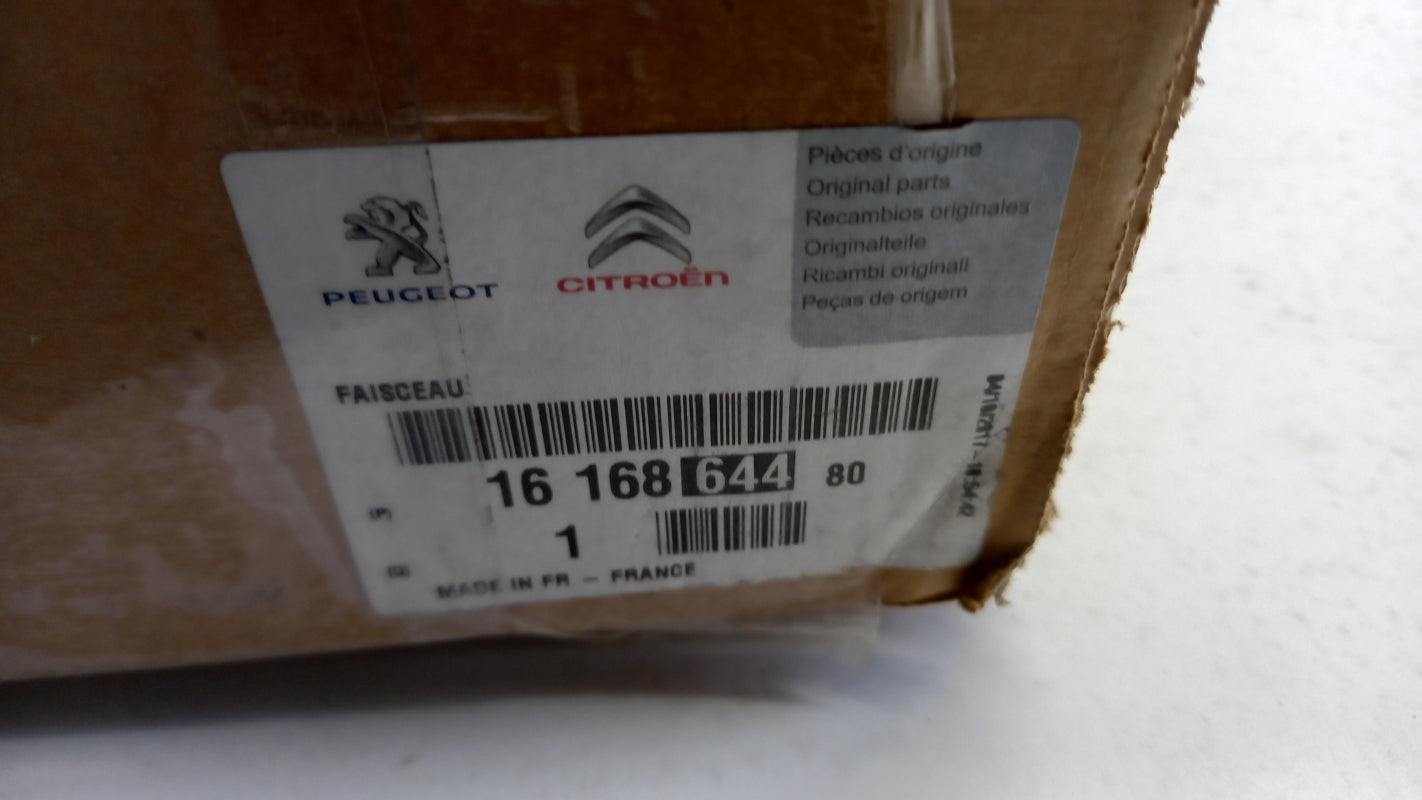 PEUGEOT
CITROËN
Pièces d'origine
Original parts
Recambios originales
Originalteile
Ricambi originali
Peças de origem
FAISCEAU
16 168 644 80
(P)
1
MADE IN FR - FRANCE